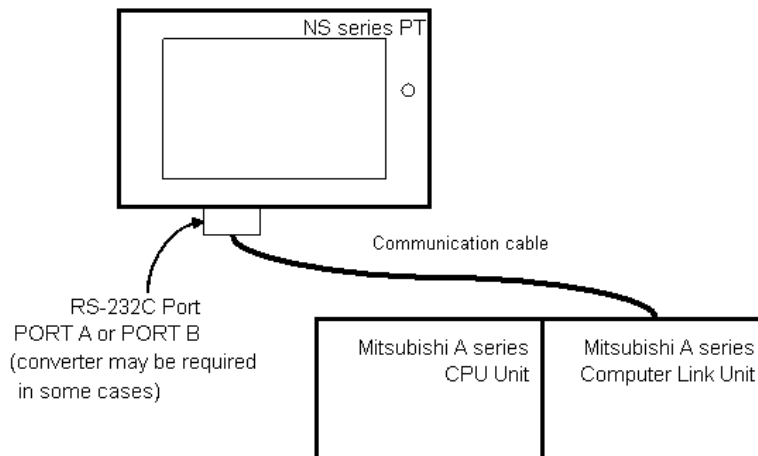 NS series PT
Communication cable
RS-232C Port
PORT A or PORT B
(converter may be required
in some cases)
Mitsubishi A series
CPU Unit
Mitsubishi A series
Computer Link Unit